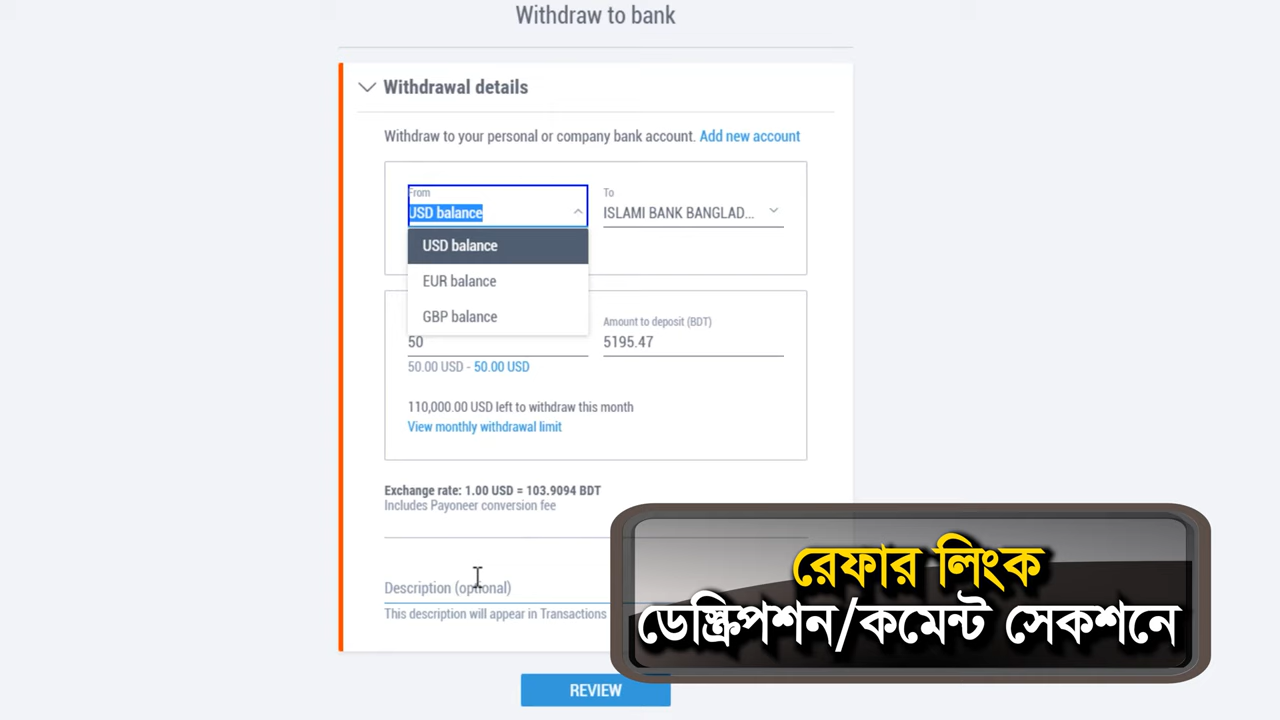 Withdraw to bank
Withdrawal details
Withdraw to your personal or company bank account. Add new account
From
USD balance
To
ISLAMI BANK BANGLAD...
USD balance
EUR balance
GBP balance
50
Amount to deposit (BDT)
5195.47
50.00 USD - 50.00 USD
110,000.00 USD left to withdraw this month
View monthly withdrawal limit
Exchange rate: 1.00 USD = 103.9094 BDT
Includes Payoneer conversion fee
Description (optional)
This description will appear in Transactions
রেফার লিংক
ডেস্ক্রিপশন/কমেন্ট সেকশনে
REVIEW